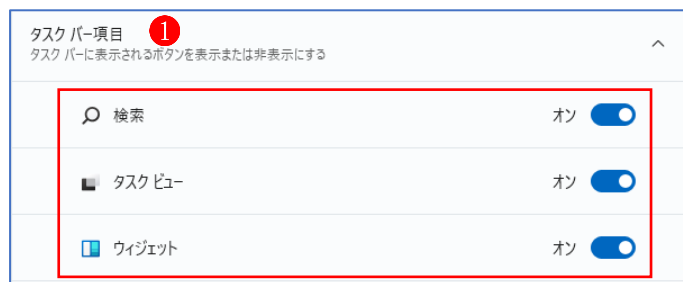 タスク バー項目 1
タスク バーに表示されるボタンを表示または非表示にする
検索 オン
タスク ビュー オン
ウィジェット オン